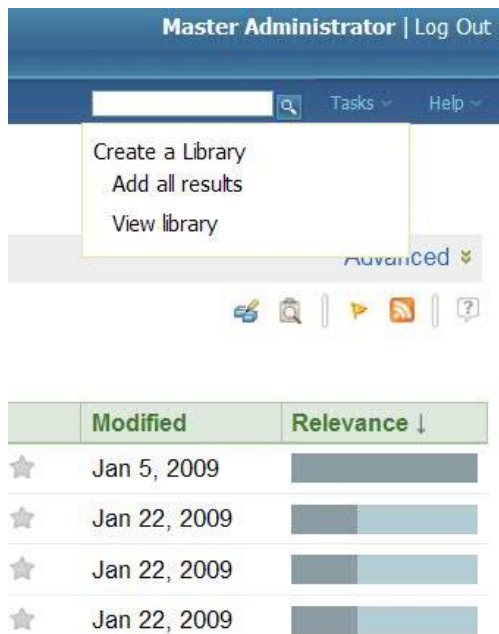 Master Administrator | Log Out
Tasks Help
Create a Library
Add all results
View library
Advanced
?
Modified Relevance ↓
Jan 5, 2009
Jan 22, 2009
Jan 22, 2009
Jan 22, 2009